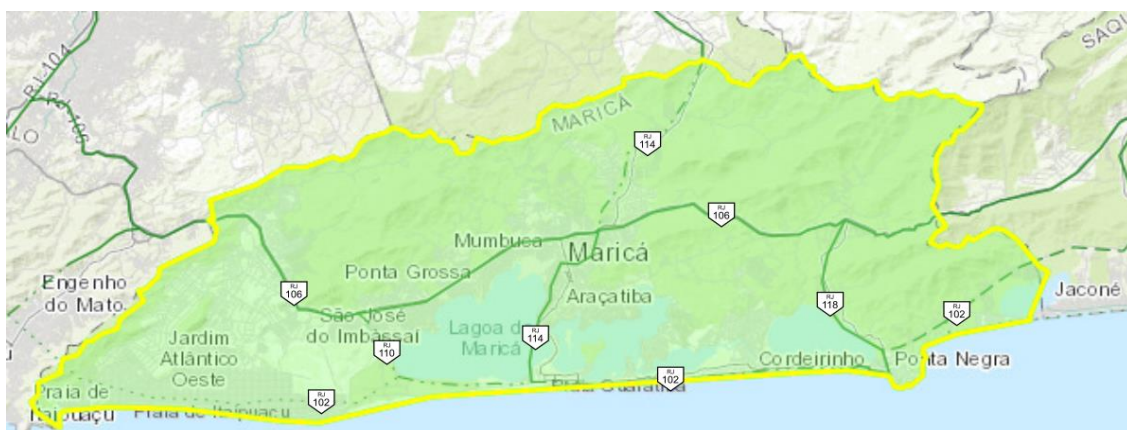 RJ-104
RJ-106
LO
SAQU
MARICÁ
RJ
114
RJ
106
Mumbuca
Maricá
Ponta Grossa
Engenho
do Mato
RJ
106
Araçatiba
RJ
118
RJ
102
Jaconé
São José
do Imbassaí
Lagoa de
Maricá
RJ
114
Jardim
Atlântico
Oeste
RJ
110
Cordeirinho
Ponta Negra
RJ
102
Praia de
Itaipuaçu
Praia de Itaipuaçu
RJ
102